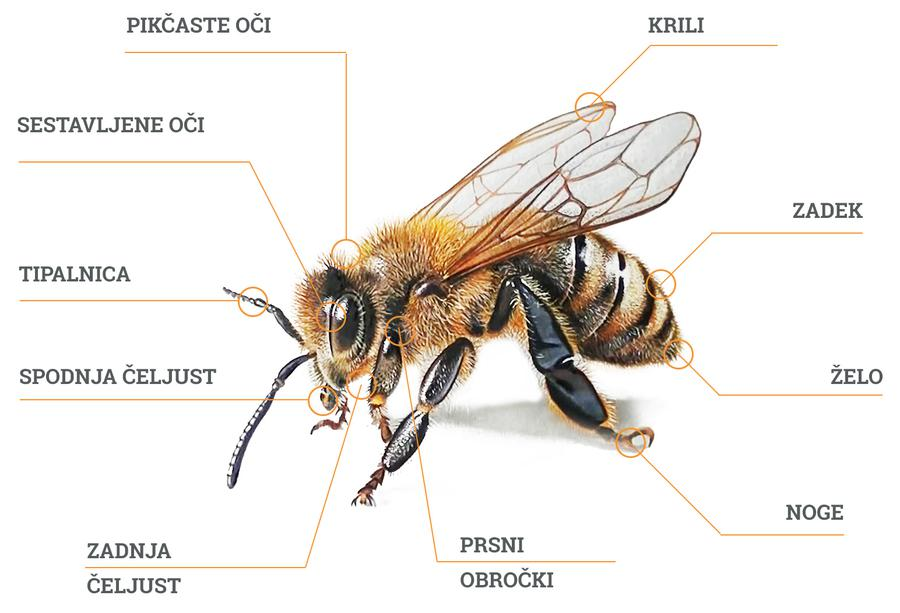 PIKČASTE OČI
KRILI
SESTAVLJENE OČI
ZADEK
TIPALNICA
SPODNJA ČELJUST
ŽELO
NOGE
ZADNJA
ČELJUST
PRSNI
OBROČKI